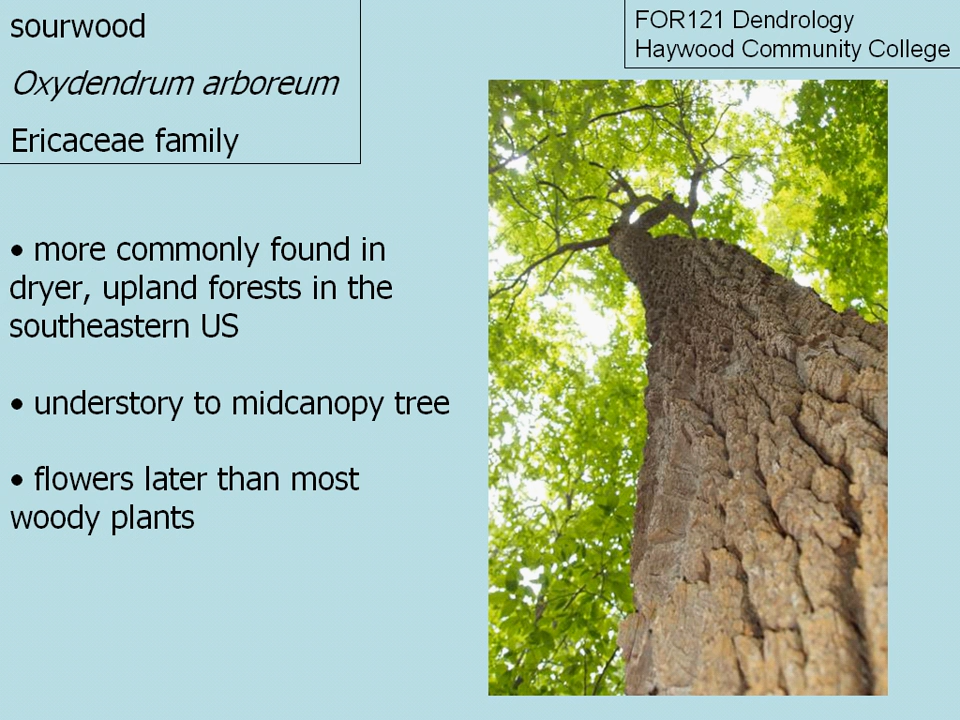 sourwood
Oxydendrum arboreum
Ericaceae family
FOR121 Dendrology
Haywood Community College
• more commonly found in
dryer, upland forests in the
southeastern US
• understory to midcanopy tree
• flowers later than most
woody plants